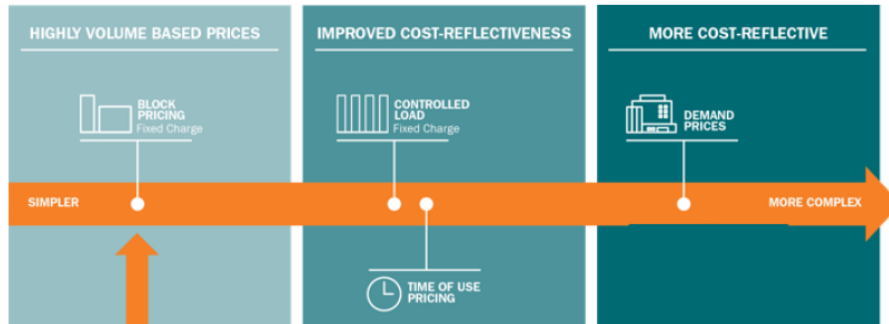 HIGHLY VOLUME BASED PRICES
IMPROVED COST-REFLECTIVENESS
MORE COST-REFLECTIVE
BLOCK
PRICING
Fixed Charge
CONTROLLED
LOAD
Fixed Charge
DEMAND
PRICES
SIMPLER
MORE COMPLEX
TIME OF USE
PRICING